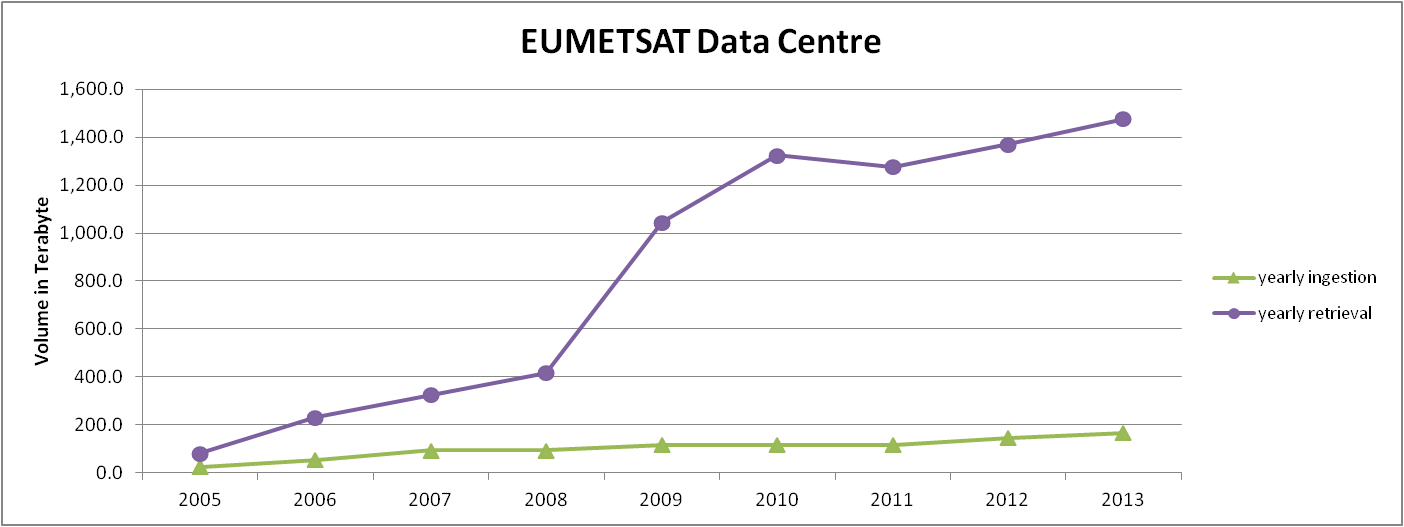 EUMETSAT Data Centre
Volume in Terabyte
1,600.0
1,400.0
1,200.0
1,000.0
800.0
600.0
400.0
200.0
0.0
2005 2006 2007 2008 2009 2010 2011 2012 2013
yearly ingestion
yearly retrieval